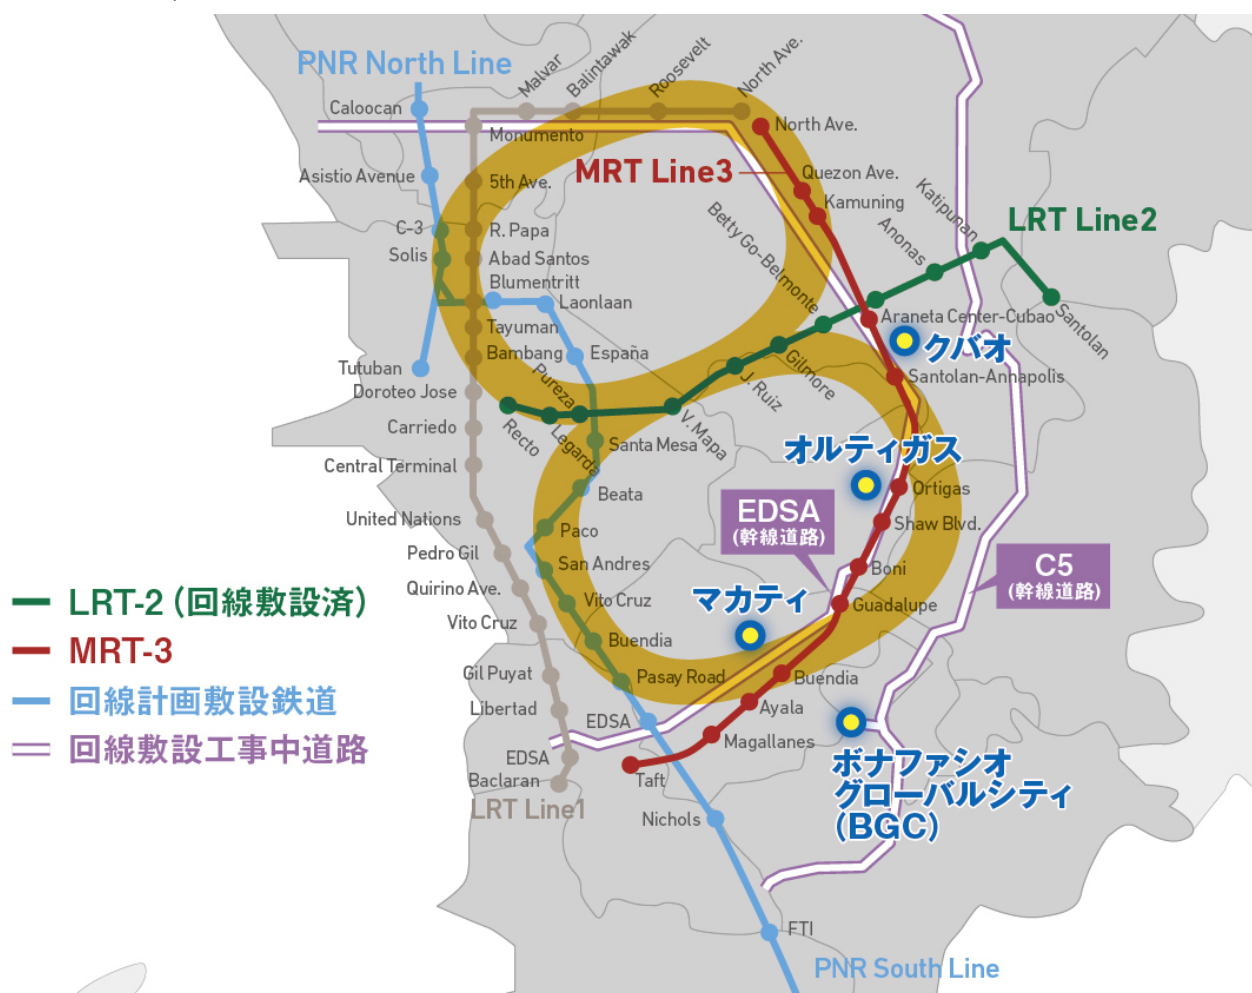 PNR North Line
Malvar
Balintawak
Roosevelt
North Ave.
Caloocan
Monumento
North Ave.
MRT Line3
Quezon Ave.
Asistio Avenue
5th Ave.
Kamuning
Katipunan
Betty Go-Belmonte
Anonas
LRT Line2
C-3
R. Papa
Solis
Abad Santos
Blumentritt
Laonlaan
Araneta Center-Cubao
Santolan
Tayuman
クバオ
Tutuban
Bambang
España
Gilmore
Santolan-Annapolis
Doroteo Jose
Pureza
J. Ruiz
Carriedo
Recto
Legarda
Santa Mesa
V. Mapa
オルティガス
Central Terminal
Beata
Ortigas
EDSA
(幹線道路)
United Nations
Paco
Shaw Blvd.
Pedro Gil
San Andres
Boni
C5
(幹線道路)
Quirino Ave.
Vito Cruz
マカティ
Guadalupe
LRT-2 (回線敷設済)
Vito Cruz
Buendia
MRT-3
Gil Puyat
Pasay Road
Buendia
回線計画敷設鉄道
Libertad
EDSA
Ayala
回線敷設工事中道路
EDSA
Magallanes
Baclaran
Taft
ボナファシオ
グローバルシティ
(BGC)
LRT Line1
Nichols
FTI
PNR South Line